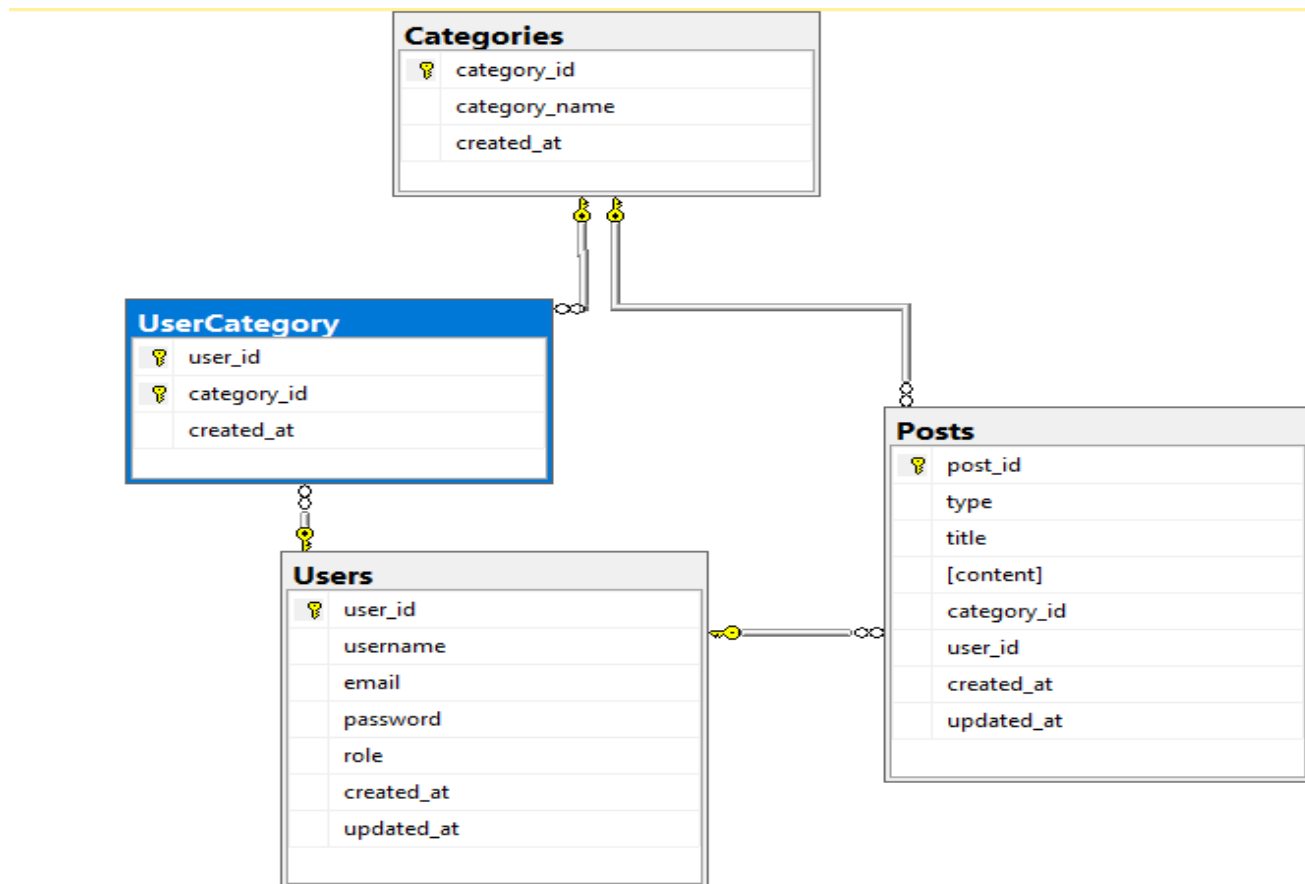 Categories
category_id
category_name
created_at
UserCategory
user_id
category_id
created_at
Posts
post_id
type
title
[content]
category_id
user_id
created_at
updated_at
Users
user_id
username
email
password
role
created_at
updated_at